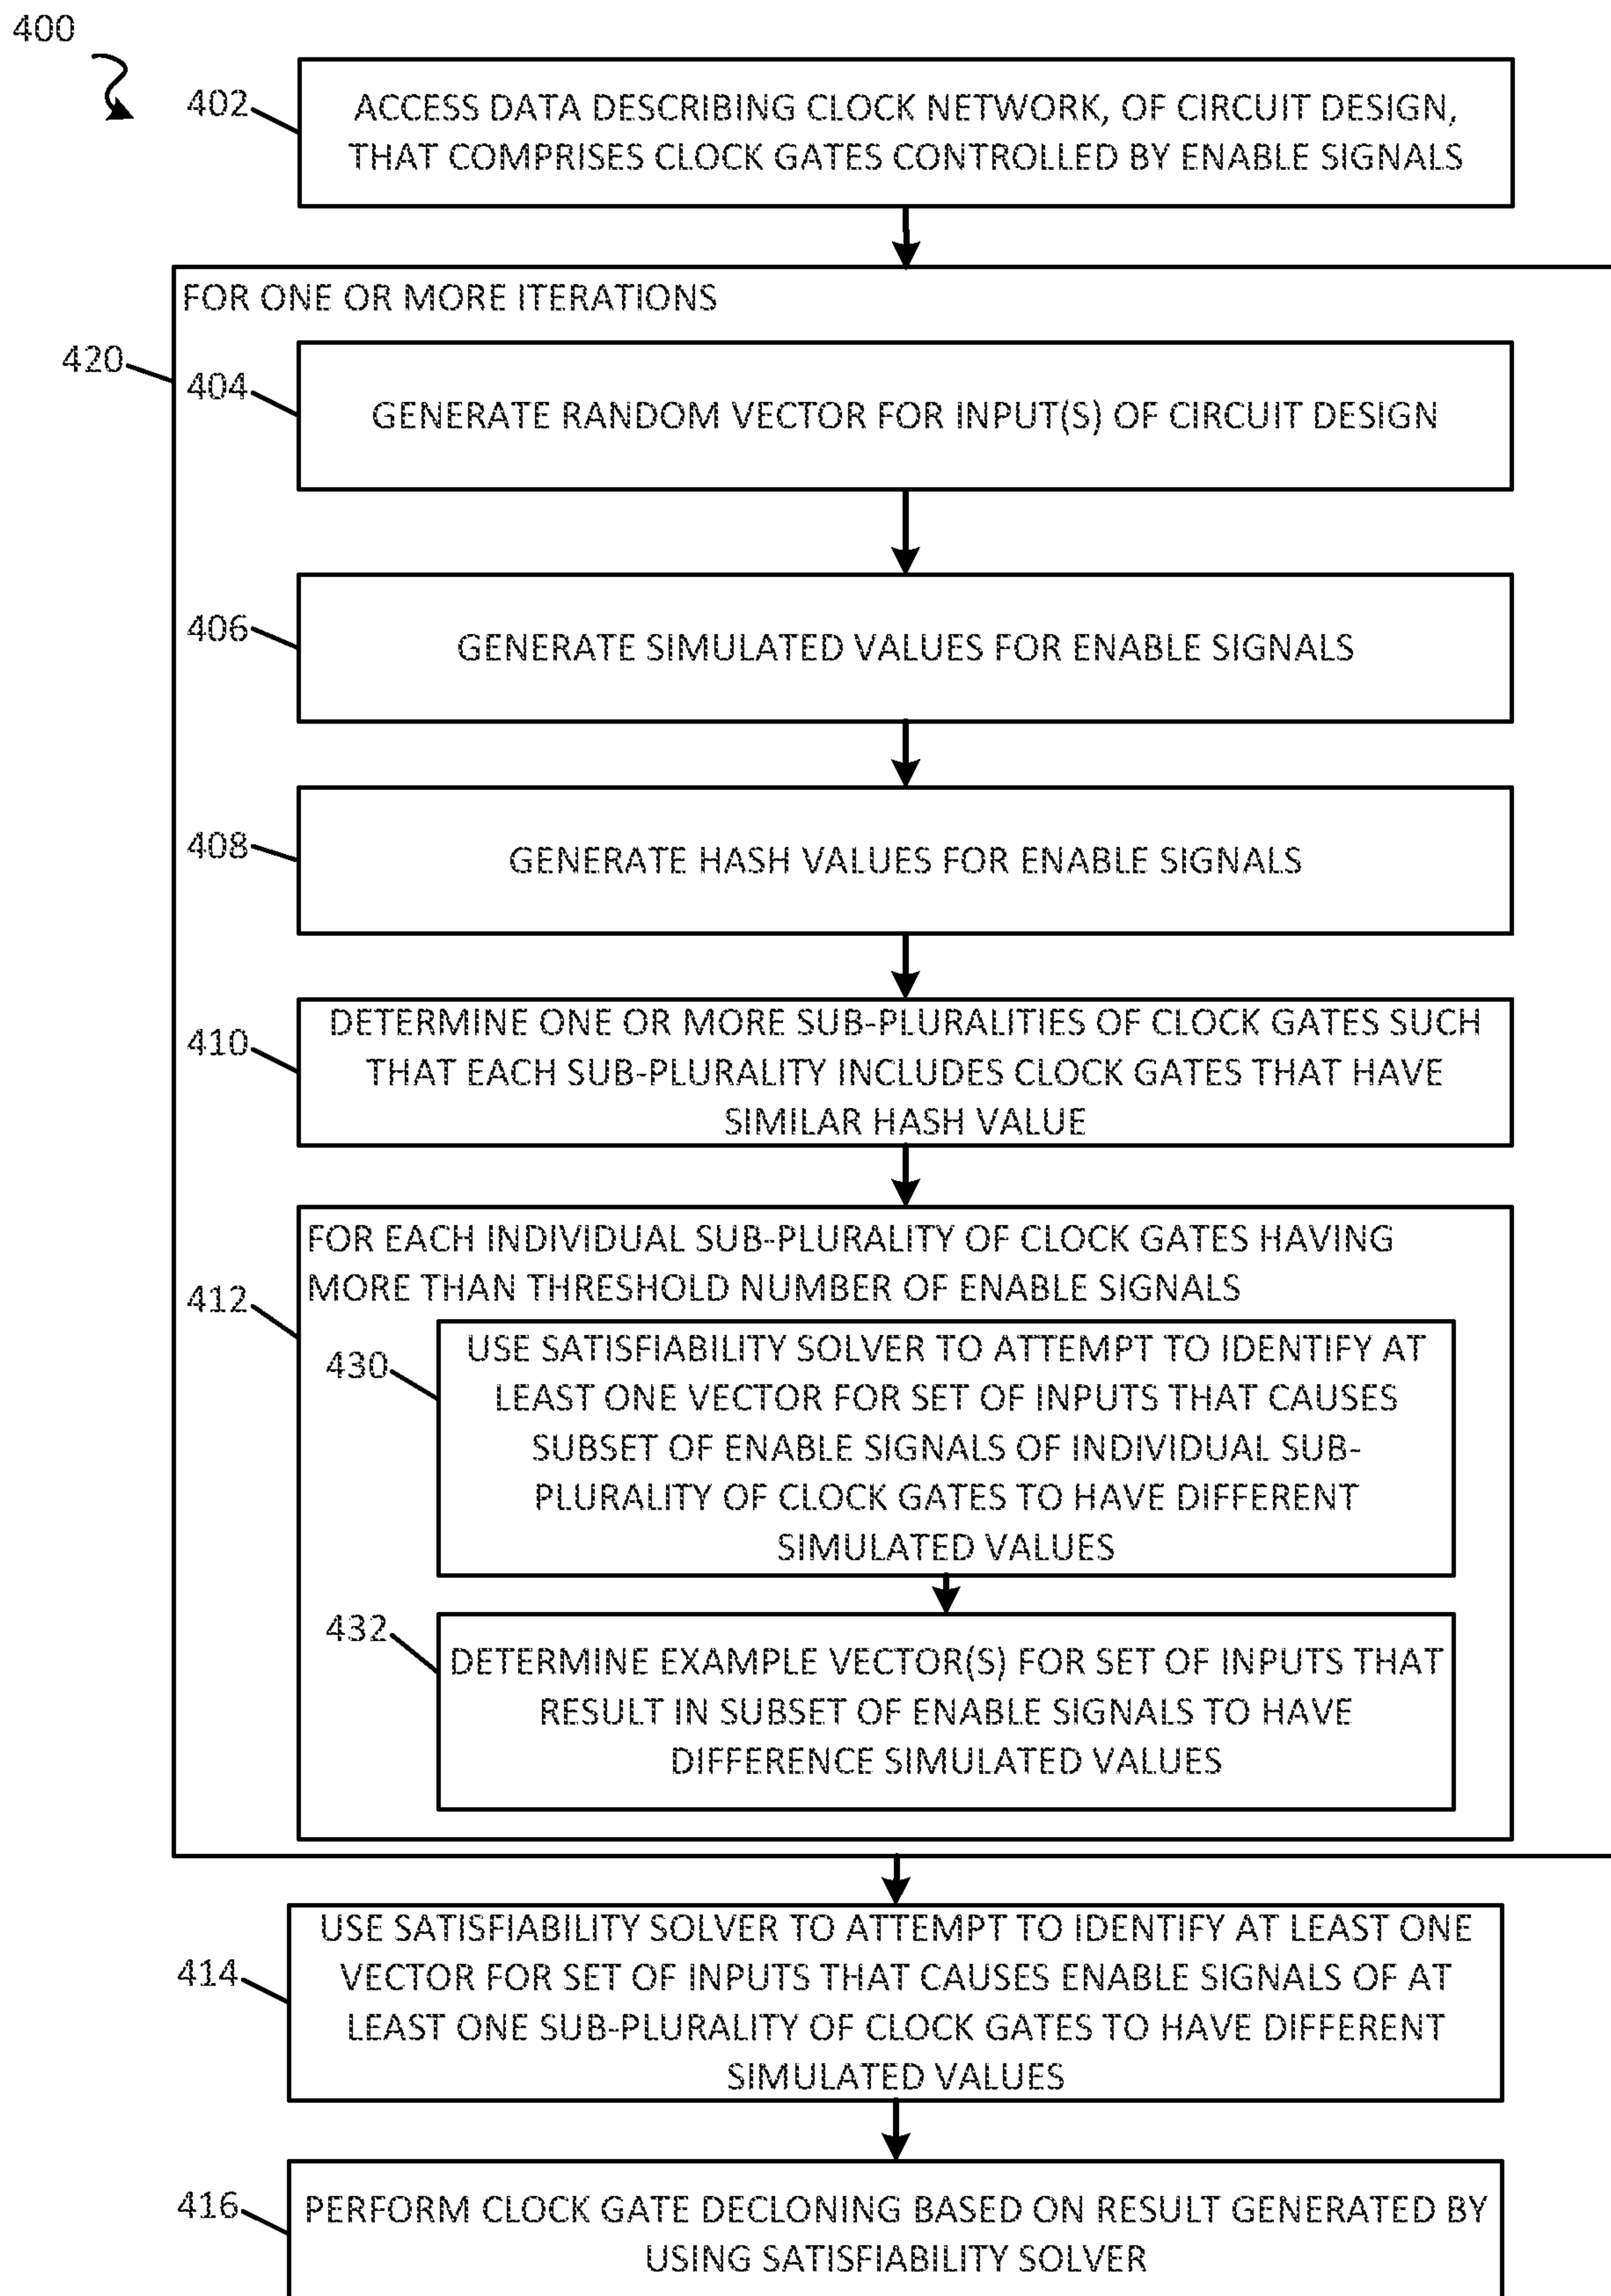 400
402
ACCESS DATA DESCRIBING CLOCK NETWORK, OF CIRCUIT DESIGN,
THAT COMPRISES CLOCK GATES CONTROLLED BY ENABLE SIGNALS
FOR ONE OR MORE ITERATIONS
420
404
GENERATE RANDOM VECTOR FOR INPUT(S) OF CIRCUIT DESIGN
406
GENERATE SIMULATED VALUES FOR ENABLE SIGNALS
408
GENERATE HASH VALUES FOR ENABLE SIGNALS
410
DETERMINE ONE OR MORE SUB-PLURALITIES OF CLOCK GATES SUCH
THAT EACH SUB-PLURALITY INCLUDES CLOCK GATES THAT HAVE
SIMILAR HASH VALUE
412
FOR EACH INDIVIDUAL SUB-PLURALITY OF CLOCK GATES HAVING
MORE THAN THRESHOLD NUMBER OF ENABLE SIGNALS
430
USE SATISFIABILITY SOLVER TO ATTEMPT TO IDENTIFY AT
LEAST ONE VECTOR FOR SET OF INPUTS THAT CAUSES
SUBSET OF ENABLE SIGNALS OF INDIVIDUAL SUB-
PLURALITY OF CLOCK GATES TO HAVE DIFFERENT
SIMULATED VALUES
432
DETERMINE EXAMPLE VECTOR(S) FOR SET OF INPUTS THAT
RESULT IN SUBSET OF ENABLE SIGNALS TO HAVE
DIFFERENCE SIMULATED VALUES
414
USE SATISFIABILITY SOLVER TO ATTEMPT TO IDENTIFY AT LEAST ONE
VECTOR FOR SET OF INPUTS THAT CAUSES ENABLE SIGNALS OF AT
LEAST ONE SUB-PLURALITY OF CLOCK GATES TO HAVE DIFFERENT
SIMULATED VALUES
416
PERFORM CLOCK GATE DECLONING BASED ON RESULT GENERATED BY
USING SATISFIABILITY SOLVER